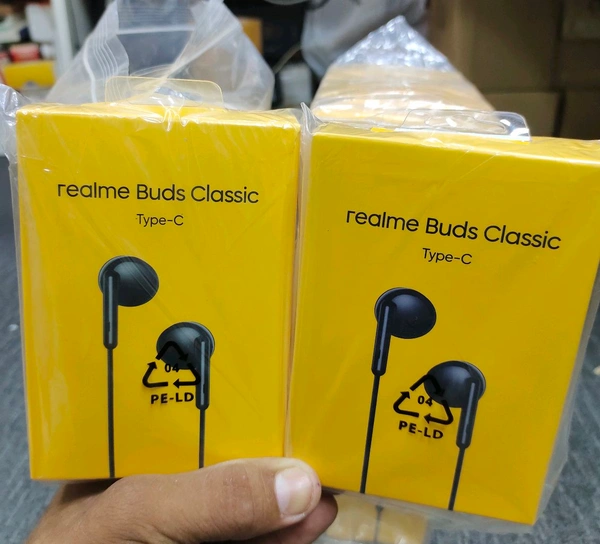 realme Buds Classic
Type-C
04
PE-LD
realme Buds Classic
Type-C
04
PE-LD